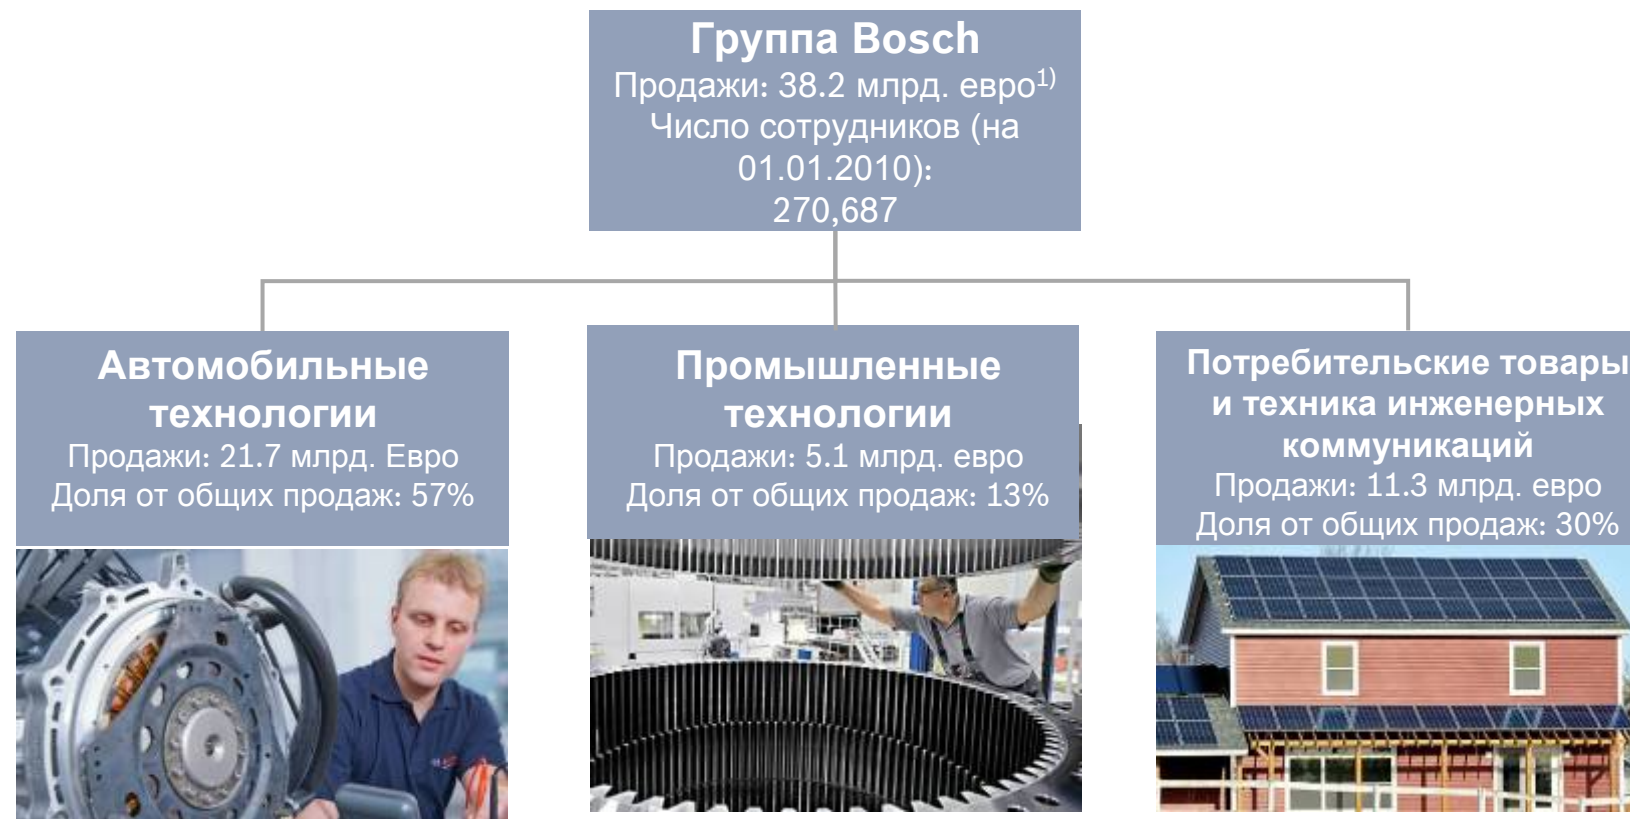 Группа Bosch
Продажи: 38.2 млрд. евро1)
Число сотрудников (на
01.01.2010):
270,687
Автомобильные
технологии
Продажи: 21.7 млрд. Евро
Доля от общих продаж: 57%
Промышленные
технологии
Продажи: 5.1 млрд. евро
Доля от общих продаж: 13%
Потребительские товары
и техника инженерных
коммуникаций
Продажи: 11.3 млрд. евро
Доля от общих продаж: 30%